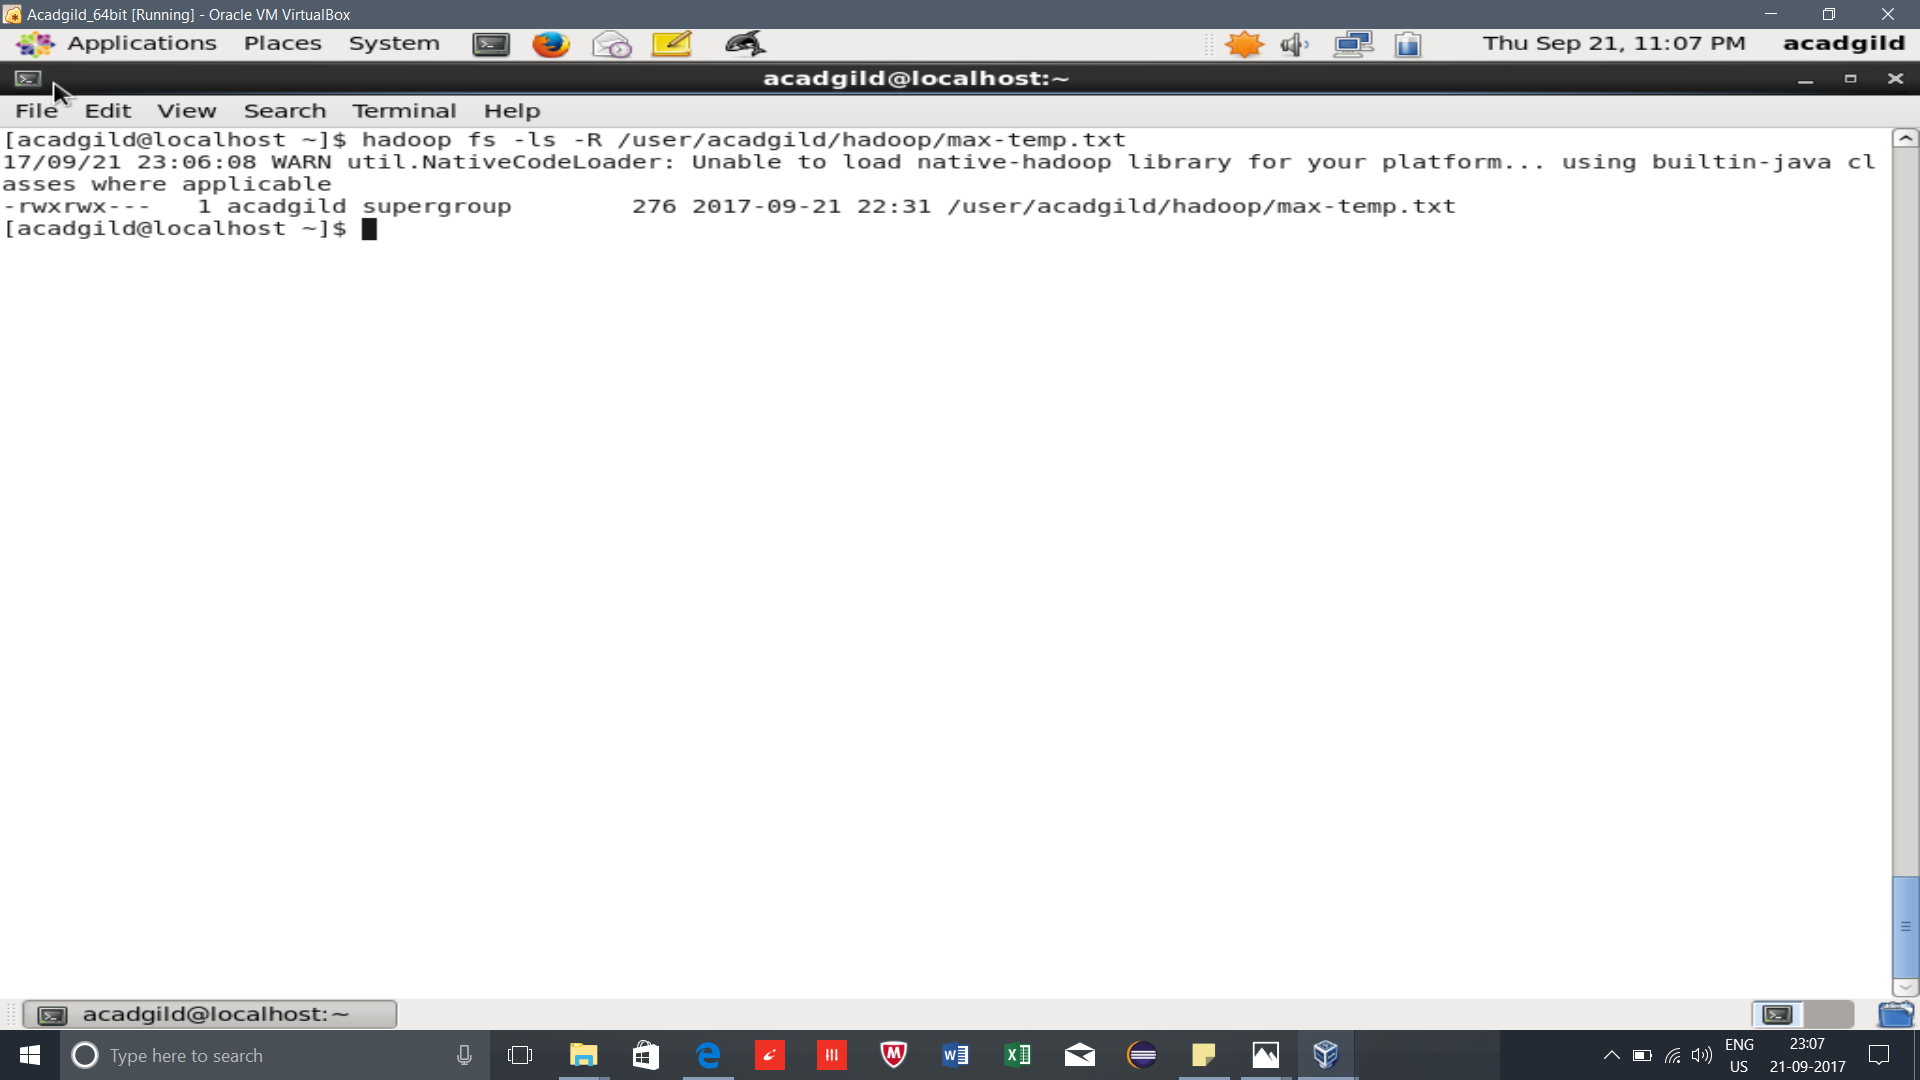 Acadgild_64bit [Running] - Oracle VM VirtualBox
Applications Places System Thu Sep 21, 11:07 PM acadgild
acadgild@localhost:~
File Edit View Search Terminal Help
[acadgild@localhost ~]$ hadoop fs -ls -R /user/acadgild/hadoop/max-temp.txt
17/09/21 23:06:08 WARN util.NativeCodeLoader: Unable to load native-hadoop library for your platform... using builtin-java cl
asses where applicable
-rwxrwx---   1 acadgild supergroup        276 2017-09-21 22:31 /user/acadgild/hadoop/max-temp.txt
[acadgild@localhost ~]$
acadgild@localhost:~
Type here to search
ENG 23:07
US 21-09-2017